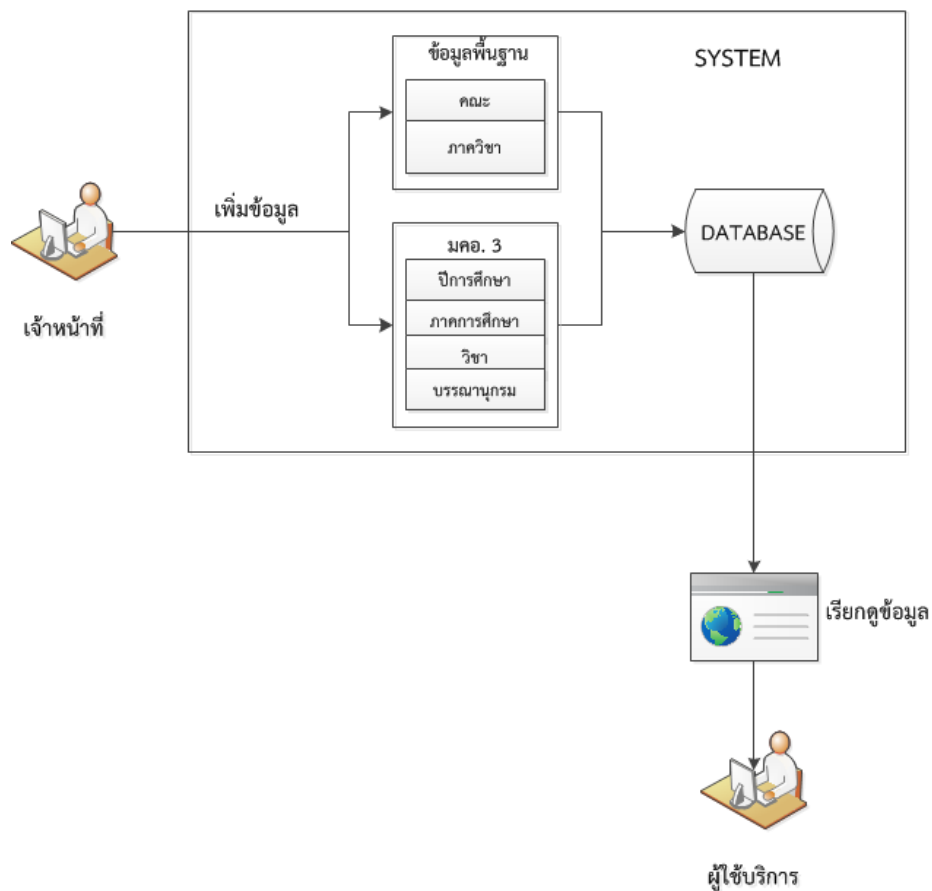 ข้อมูลพื้นฐาน
SYSTEM
คณะ
ภาควิชา
เพิ่มข้อมูล
เจ้าหน้าที่
มคอ. 3
ปีการศึกษา
ภาคการศึกษา
วิชา
บรรณานุกรม
DATABASE
เรียกดูข้อมูล
ผู้ใช้บริการ